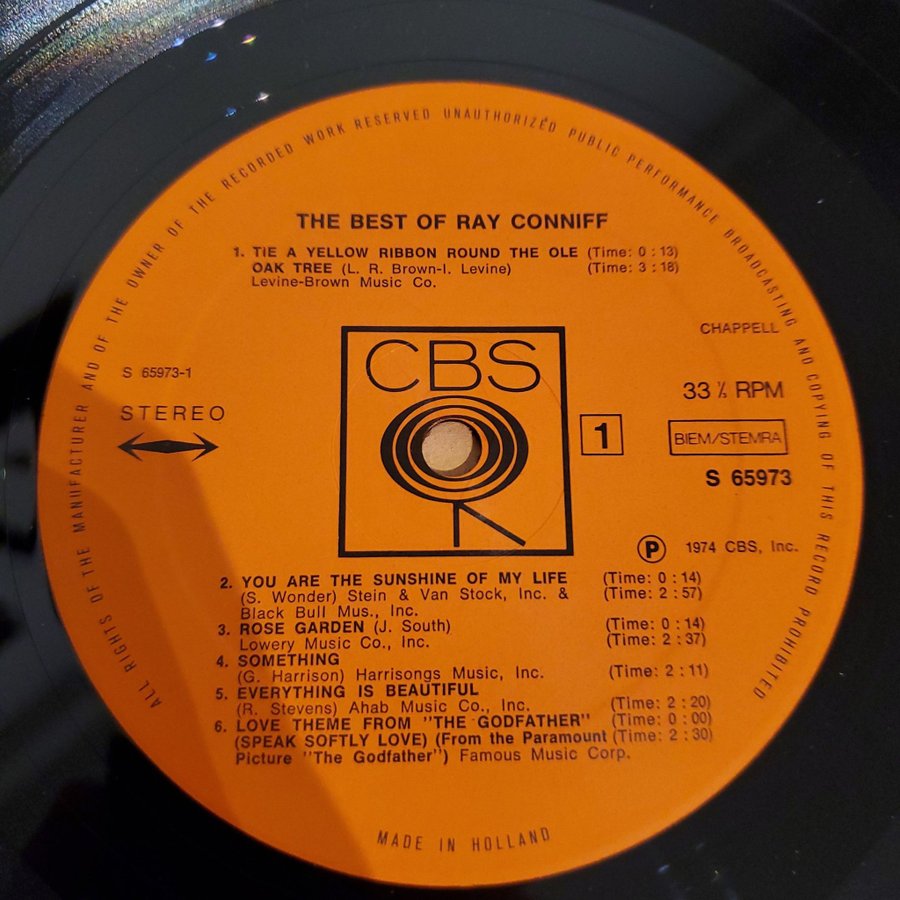 ALL RIGHTS OF THE MANUFACTURER AND OF THE OWNER OF THE RECORDED WORK RESERVED UNAUTHORIZED PUBLIC PERFORMANCE BROADCASTING AND COPYING OF THIS RECORD PROHIBITED
THE BEST OF RAY CONNIFF
1. TIE A YELLOW RIBBON ROUND THE OLE (Time: 0 : 13)
OAK TREE (L. R. Brown-I. Levine) (Time: 3 : 18)
Levine-Brown Music Co.
CHAPPELL
CBS
S 65973-1
STEREO
33 ⅓ RPM
1
BIEM/STEMRA
S 65973
Ⓟ 1974 CBS, Inc.
2. YOU ARE THE SUNSHINE OF MY LIFE (Time: 0 : 14)
(S. Wonder) Stein & Van Stock, Inc. & (Time: 2 : 57)
Black Bull Mus., Inc.
3. ROSE GARDEN (J. South) (Time: 0 : 14)
Lowery Music Co., Inc. (Time: 2 : 37)
4. SOMETHING
(G. Harrison) Harrisongs Music, Inc. (Time: 2 : 11)
5. EVERYTHING IS BEAUTIFUL
(R. Stevens) Ahab Music Co., Inc. (Time: 2 : 20)
6. LOVE THEME FROM "THE GODFATHER" (Time: 0 : 00)
(SPEAK SOFTLY LOVE) (From the Paramount (Time: 2 : 30)
Picture "The Godfather") Famous Music Corp.
MADE IN HOLLAND